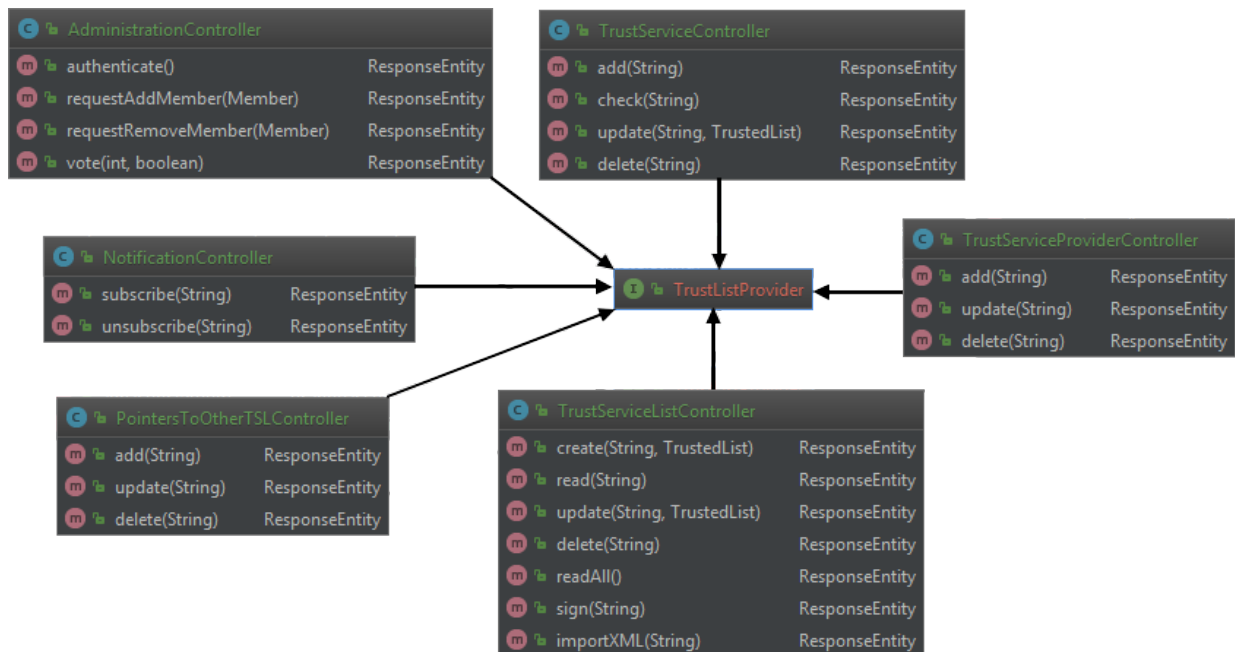 AdministrationController
authenticate() ResponseEntity
requestAddMember(Member) ResponseEntity
requestRemoveMember(Member) ResponseEntity
vote(int, boolean) ResponseEntity
TrustServiceController
add(String) ResponseEntity
check(String) ResponseEntity
update(String, TrustedList) ResponseEntity
delete(String) ResponseEntity
NotificationController
subscribe(String) ResponseEntity
unsubscribe(String) ResponseEntity
TrustListProvider
TrustServiceProviderController
add(String) ResponseEntity
update(String) ResponseEntity
delete(String) ResponseEntity
PointersToOtherTSLController
add(String) ResponseEntity
update(String) ResponseEntity
delete(String) ResponseEntity
TrustServiceListController
create(String, TrustedList) ResponseEntity
read(String) ResponseEntity
update(String, TrustedList) ResponseEntity
delete(String) ResponseEntity
readAll() ResponseEntity
sign(String) ResponseEntity
importXML(String) ResponseEntity